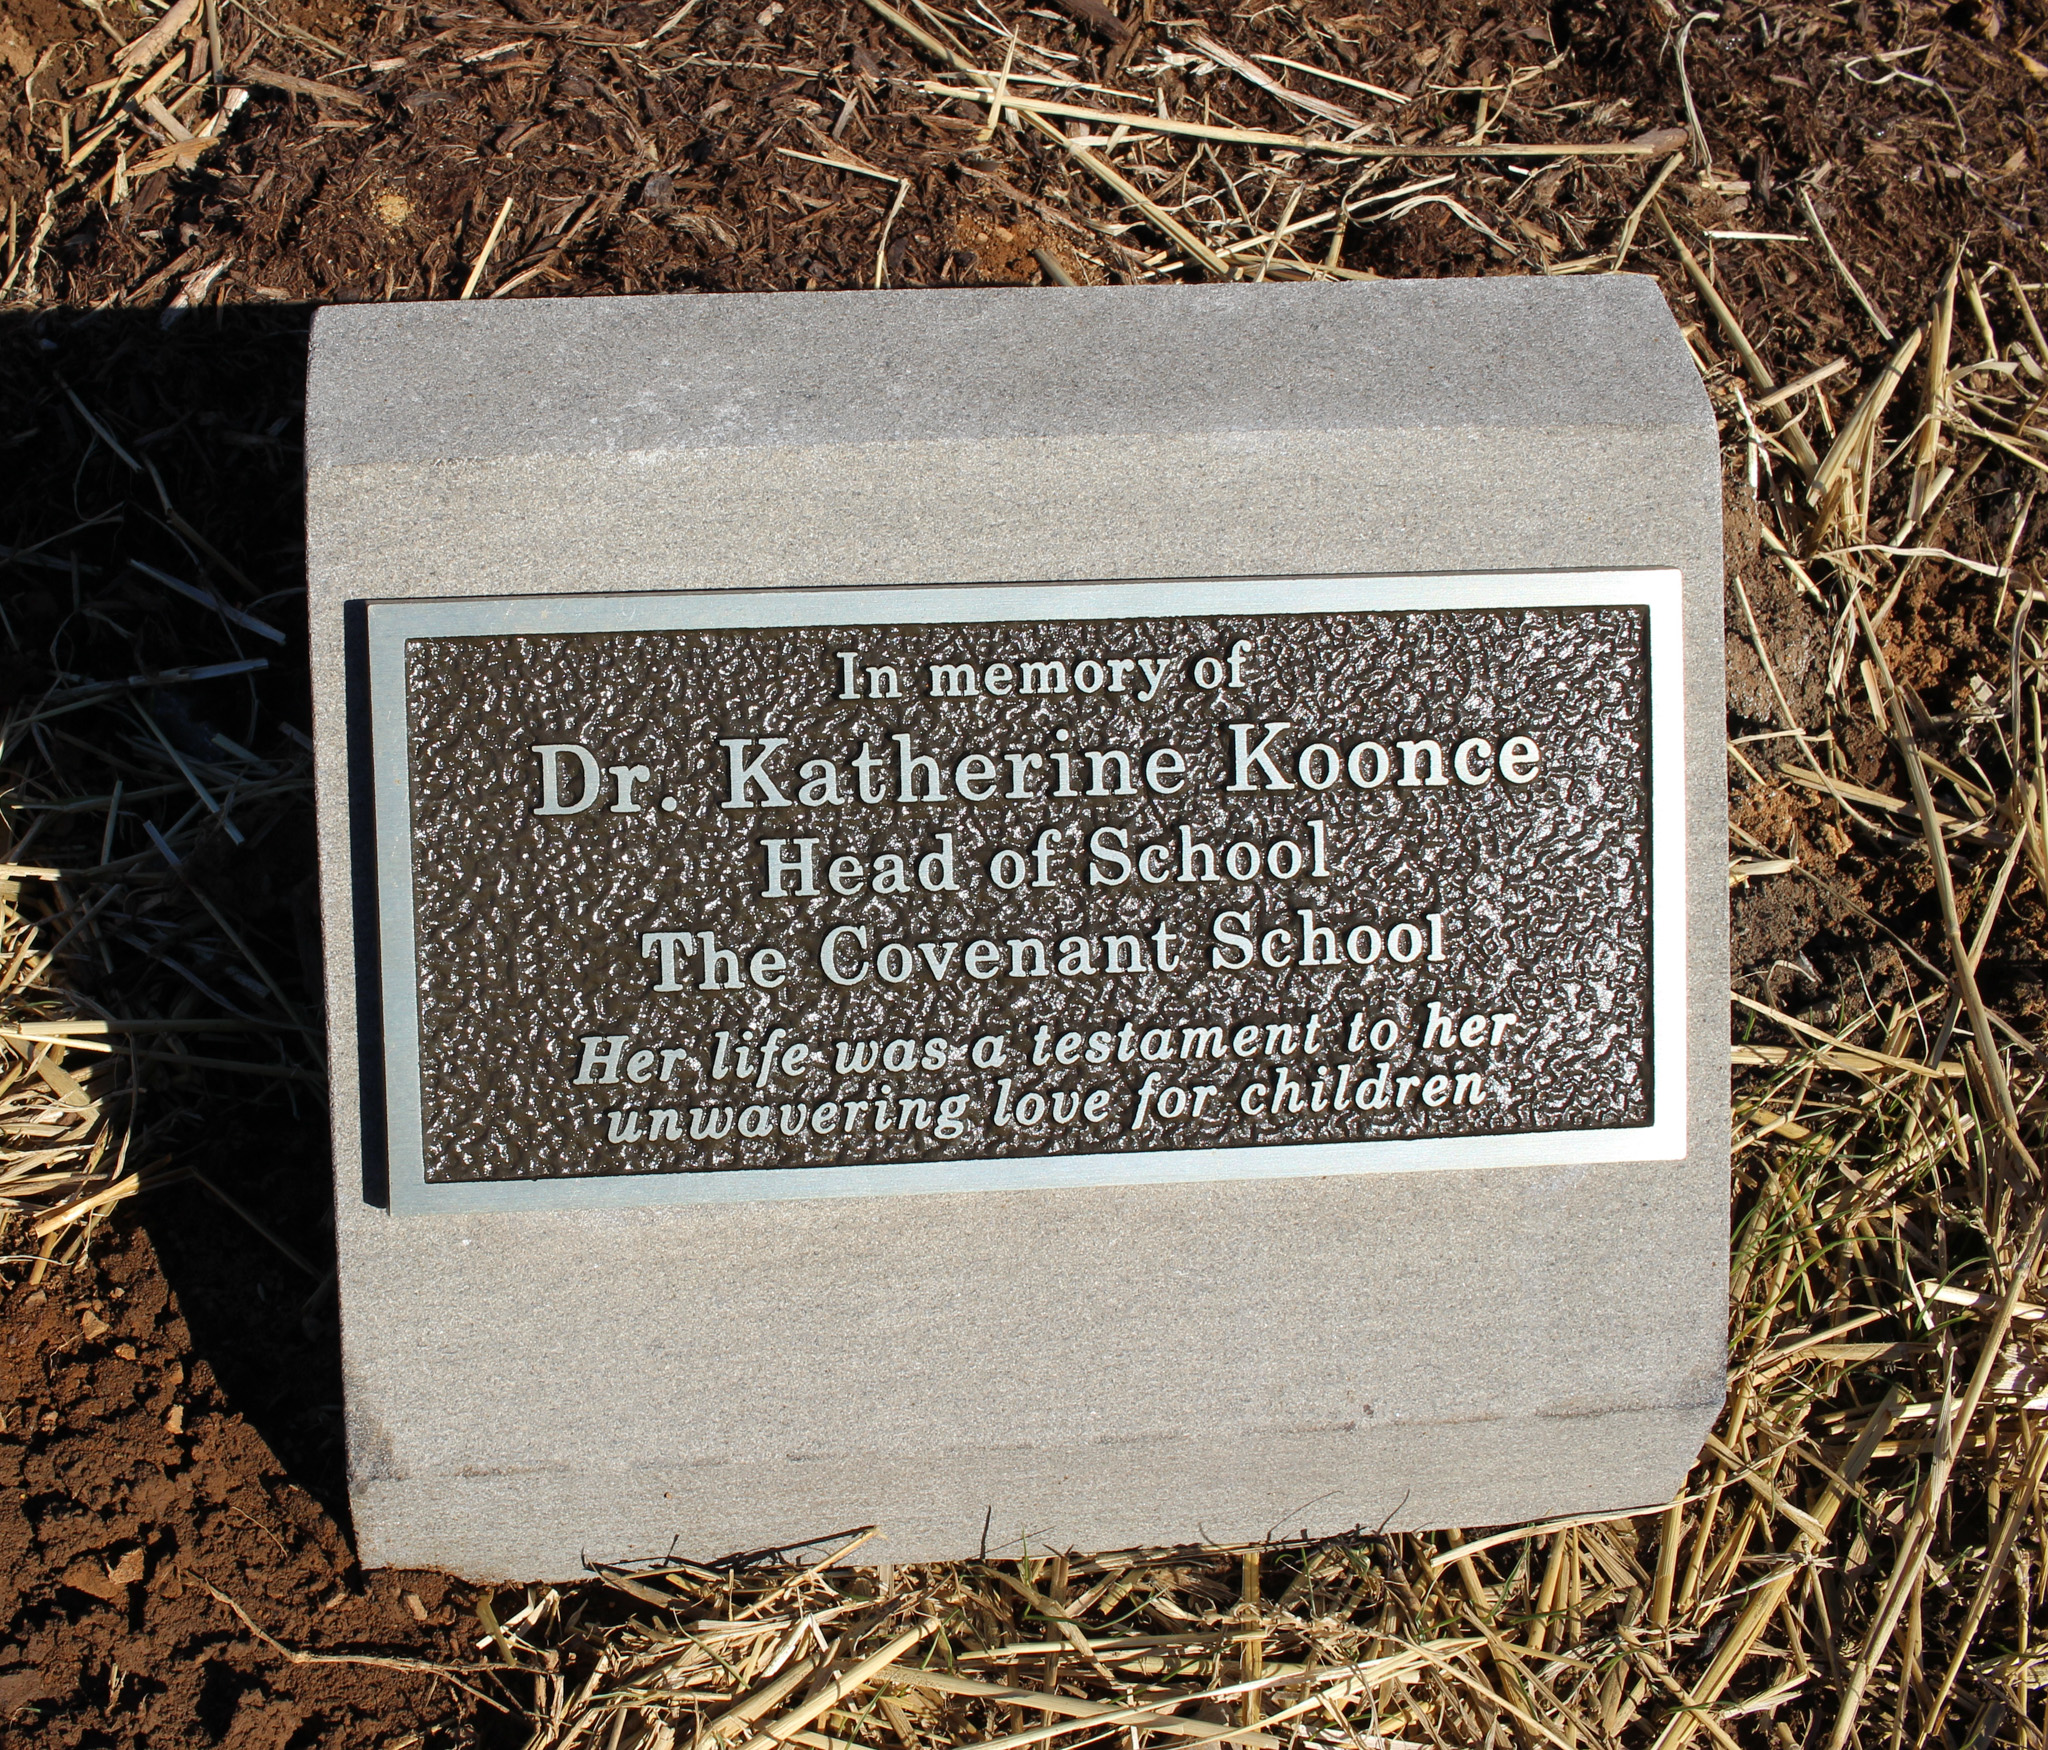 In memory of
Dr. Katherine Koonce
Head of School
The Covenant School
Her life was a testament to her
unwavering love for children